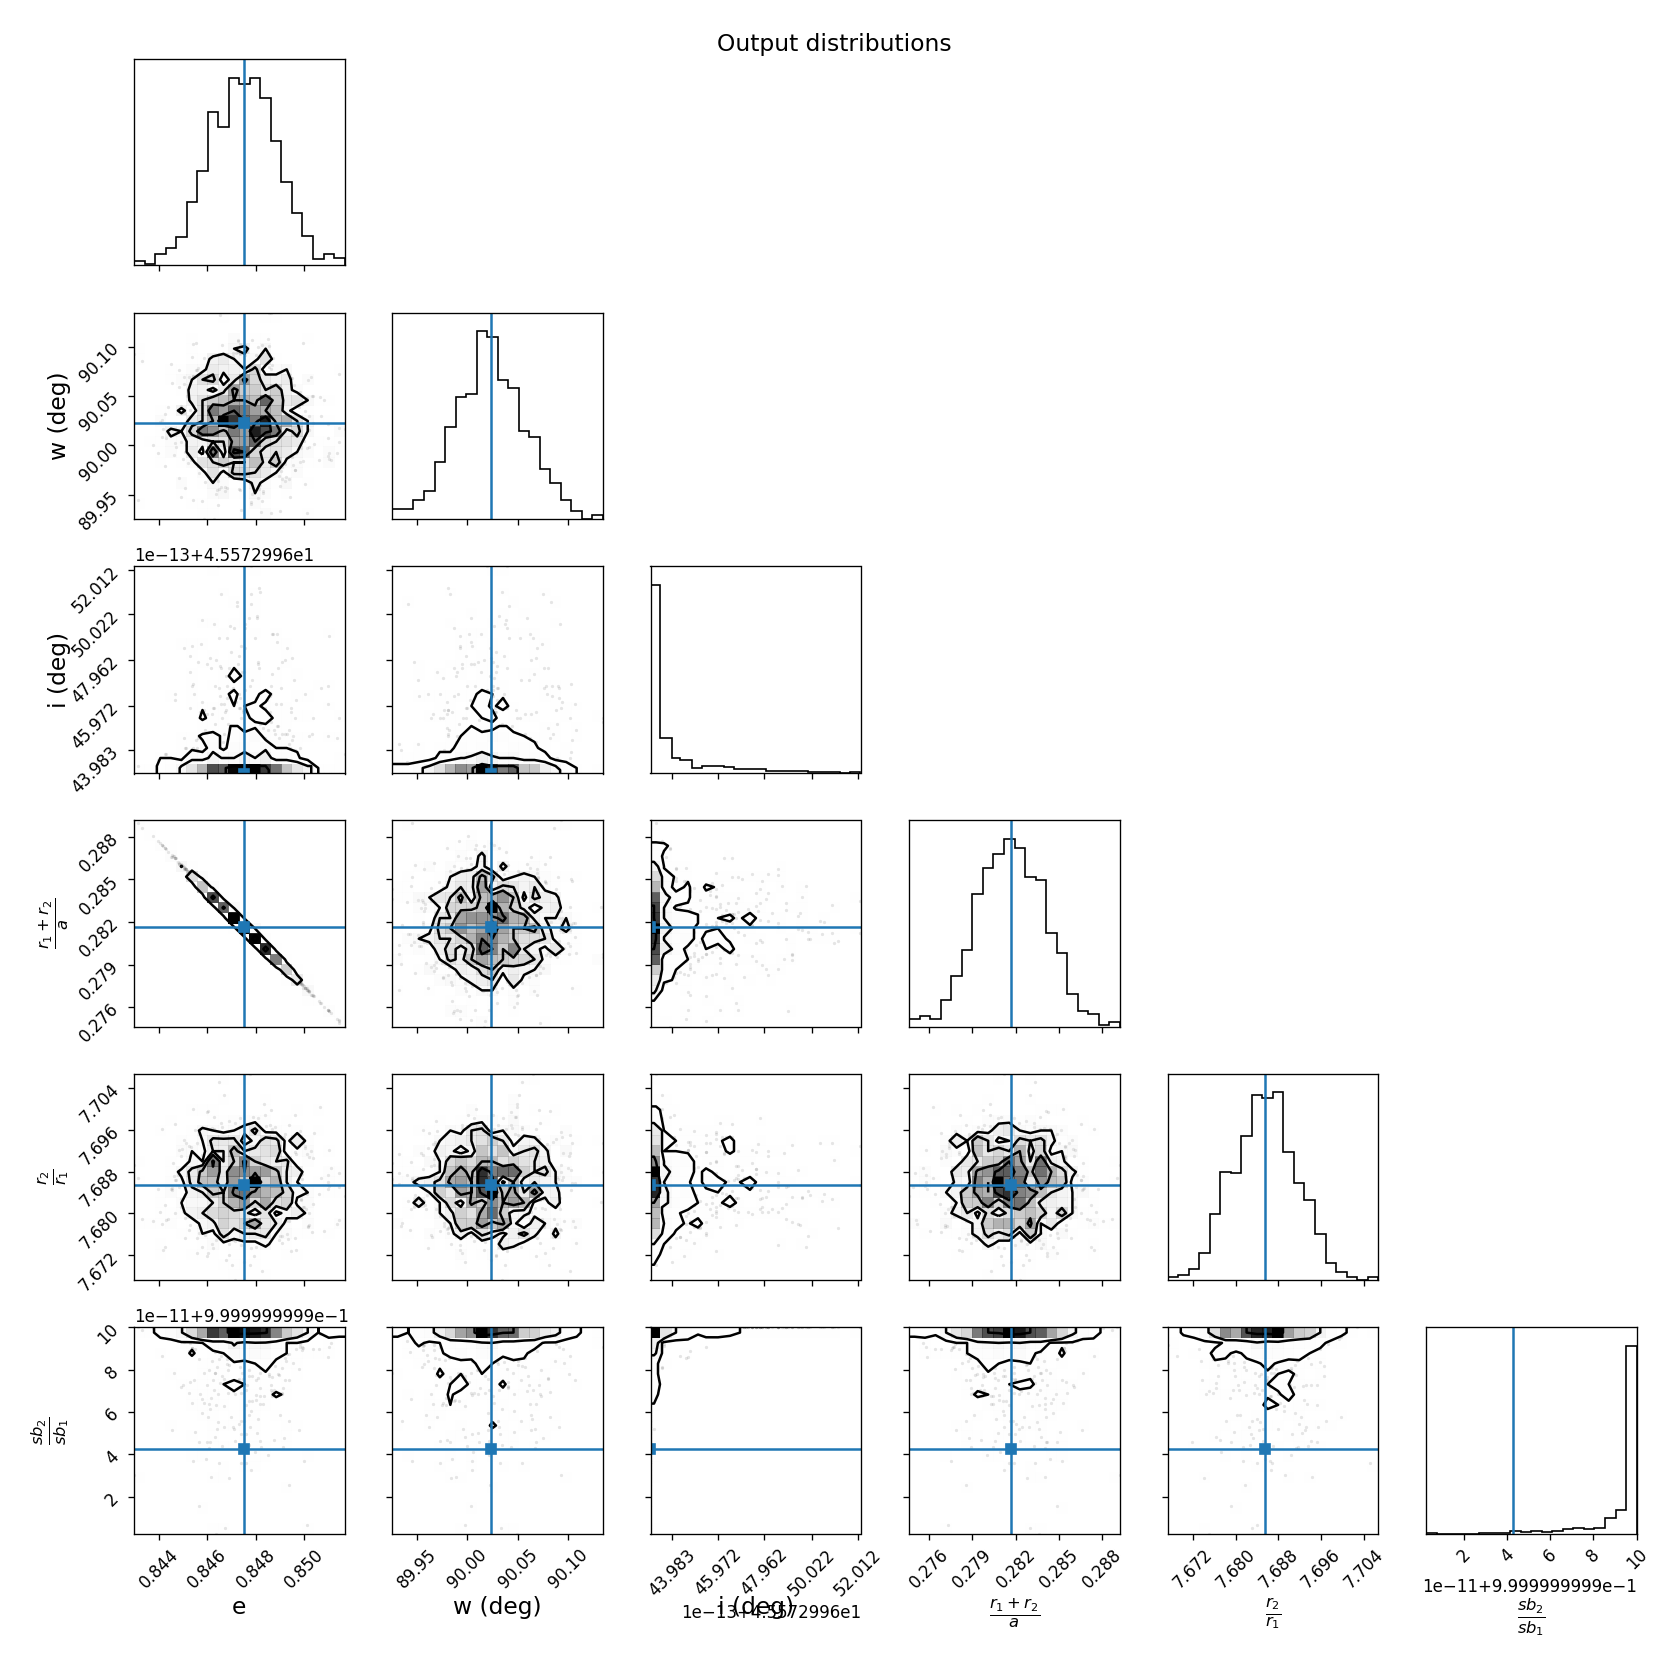 Output distributions
w (deg)
90.10
90.05
90.00
89.95
1e−13+4.5572996e1
i (deg)
52.012
50.022
47.962
45.972
43.983
r₁ + r₂
a
0.288
0.285
0.282
0.279
0.276
r₂
r₁
7.704
7.696
7.688
7.680
7.672
1e−11+9.999999999e−1
sb₂
sb₁
10
8
6
4
2
0.844 0.846 0.848 0.850
89.95 90.00 90.05 90.10
43.983 45.972 47.962 50.022 52.012
0.276 0.279 0.282 0.285 0.288
7.672 7.680 7.688 7.696 7.704
2 4 6 8 10
1e−11+9.999999999e−1
e
w (deg)
i (deg)
1e−13+4.5572996e1
r₁ + r₂
a
r₂
r₁
sb₂
sb₁